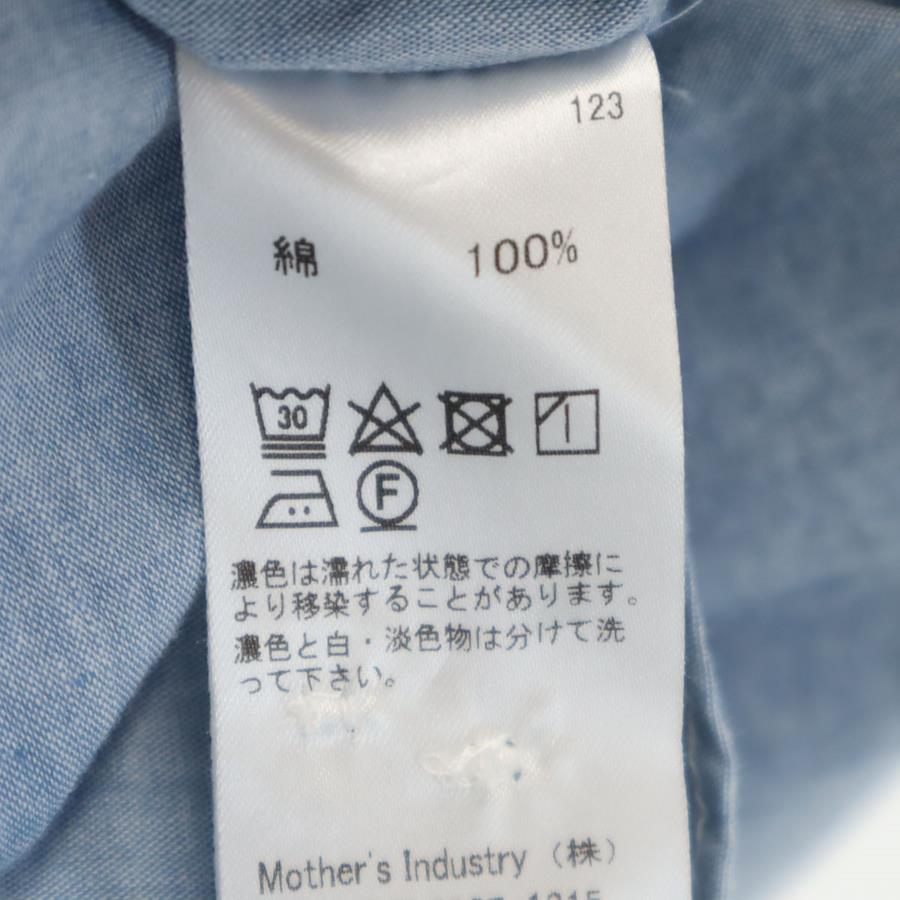 123
綿 100%
30
F
濃色は濡れた状態での摩擦に
より移染することがあります。
濃色と白・淡色物は分けて洗
って下さい。
Mother's Industry（株）